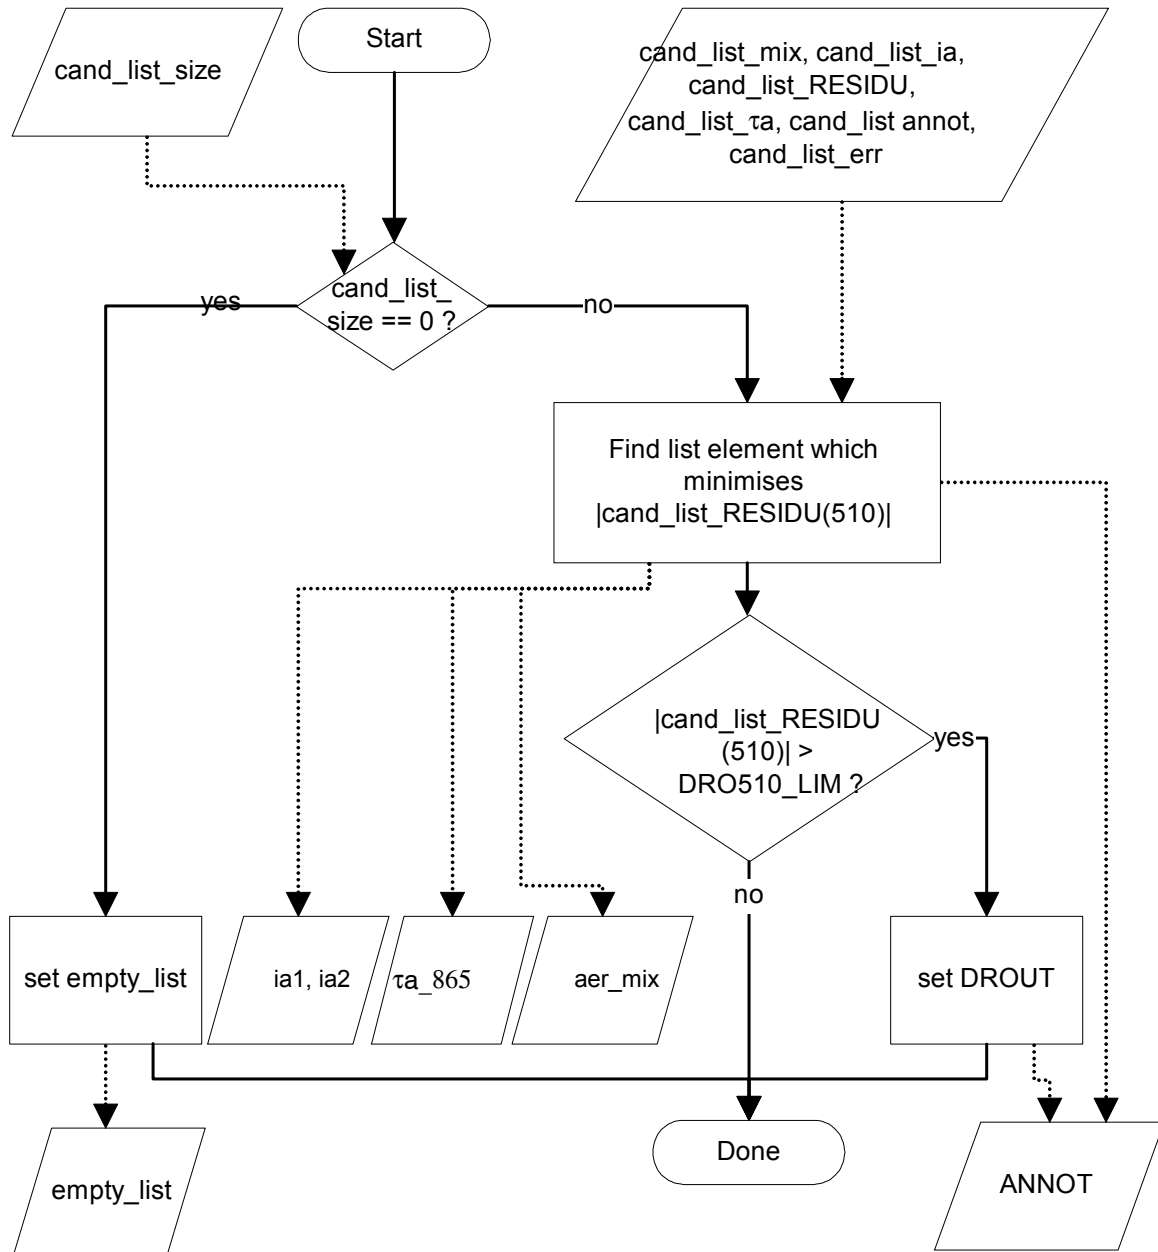 Start
cand_list_size
cand_list_mix, cand_list_ia,
cand_list_RESIDU,
cand_list_τa, cand_list annot,
cand_list_err
cand_list_
size == 0 ?
yes
no
Find list element which
minimises
|cand_list_RESIDU(510)|
|cand_list_RESIDU
(510)| >
DRO510_LIM ?
yes
no
set empty_list
ia1, ia2
τa_865
aer_mix
set DROUT
Done
empty_list
ANNOT